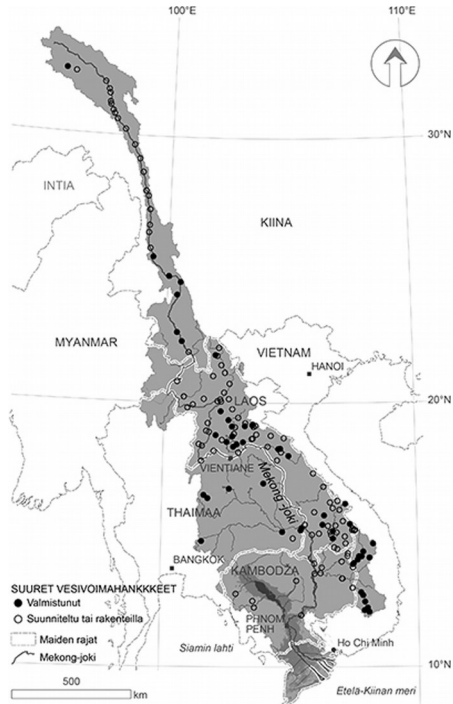 100°E
110°N
30°N
INTIA
KIINA
MYANMAR
VIETNAM
HANOI
LAOS
20°N
VIENTIANE
Mekong-joki
THAIMAA
BANGKOK
KAMBODŽA
SUURET VESIVOIMAHANKKKEET
Valmistunut
Suunniteltu tai rakenteilla
Maiden rajat
Mekong-joki
PHNOM
PENH
Siamin lahti
Ho Chi Minh
10°N
500
km
Etelä-Kiinan meri